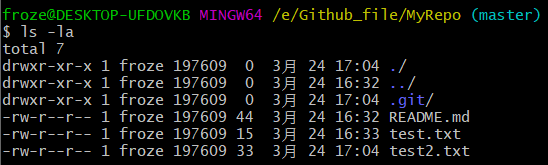 froze@DESKTOP-UFDOVKB MINGW64 /e/Github_file/MyRepo (master)
$ ls -la
total 7
drwxr-xr-x 1 froze 197609  0  3月 24 17:04 ./
drwxr-xr-x 1 froze 197609  0  3月 24 16:32 ../
drwxr-xr-x 1 froze 197609  0  3月 24 17:04 .git/
-rw-r--r-- 1 froze 197609 44  3月 24 16:32 README.md
-rw-r--r-- 1 froze 197609 15  3月 24 16:33 test.txt
-rw-r--r-- 1 froze 197609 33  3月 24 17:04 test2.txt